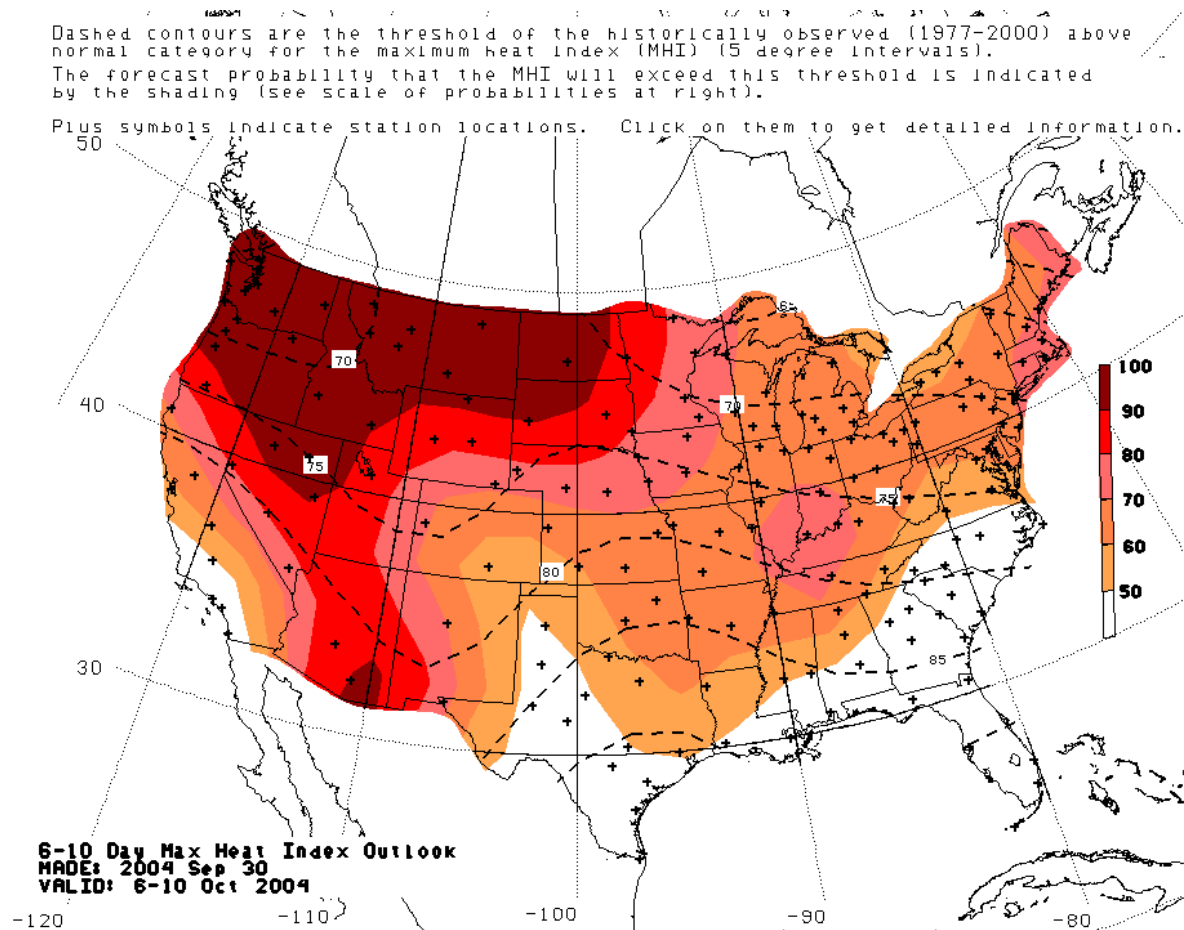 Dashed contours are the threshold of the historically observed (1977-2000) above
normal category for the maximum heat index (MHI) (5 degree intervals).
The forecast probability that the MHI will exceed this threshold is indicated
by the shading (see scale of probabilities at right).
Plus symbols indicate station locations.  Click on them to get detailed information.
50
40
30
70
75
80
70
75
85
100
90
80
70
60
50
6-10 Day Max Heat Index Outlook
MADE: 2004 Sep 30
VALID: 6-10 Oct 2004
-120
-110
-100
-90
-80